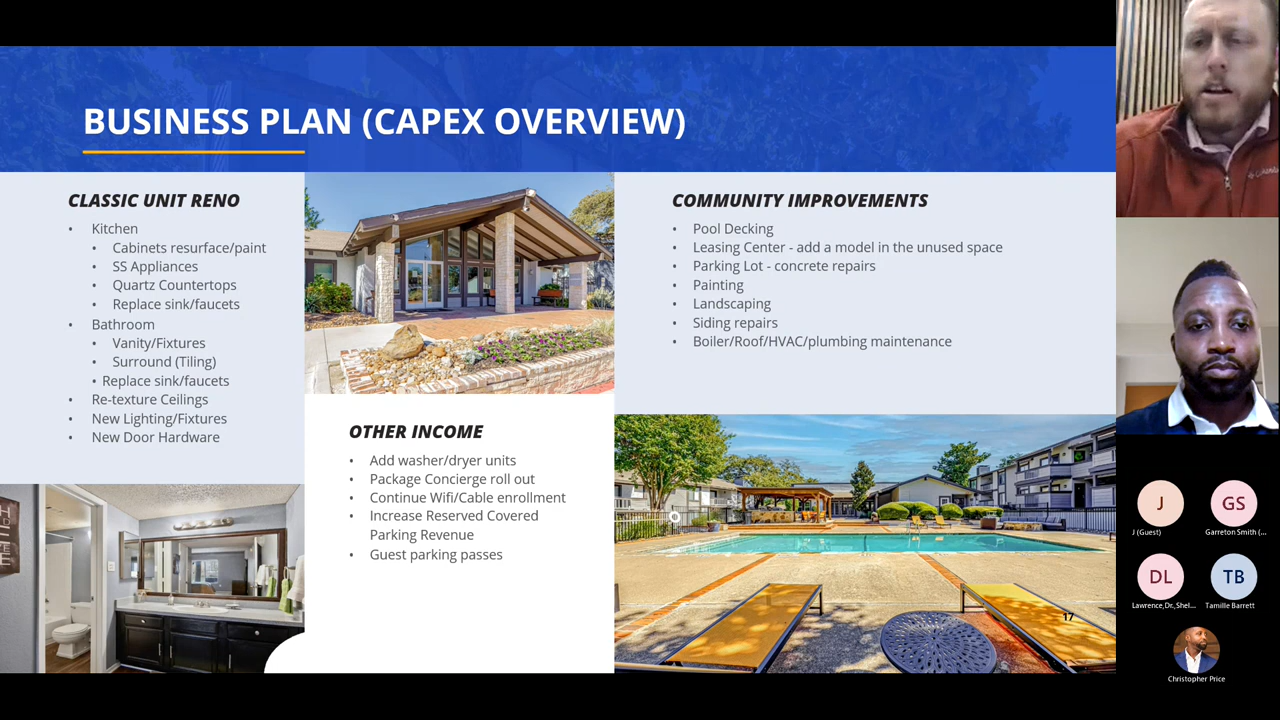 BUSINESS PLAN (CAPEX OVERVIEW)
CLASSIC UNIT RENO
• Kitchen
• Cabinets resurface/paint
• SS Appliances
• Quartz Countertops
• Replace sink/faucets
• Bathroom
• Vanity/Fixtures
• Surround (Tiling)
• Replace sink/faucets
• Re-texture Ceilings
• New Lighting/Fixtures
• New Door Hardware
OTHER INCOME
• Add washer/dryer units
• Package Concierge roll out
• Continue Wifi/Cable enrollment
• Increase Reserved Covered
Parking Revenue
• Guest parking passes
COMMUNITY IMPROVEMENTS
• Pool Decking
• Leasing Center - add a model in the unused space
• Parking Lot - concrete repairs
• Painting
• Landscaping
• Siding repairs
• Boiler/Roof/HVAC/plumbing maintenance
17
J
J (Guest)
GS
Garreton Smith (...
DL
Lawrence,Dr.,Shel...
TB
Tamille Barrett
Christopher Price